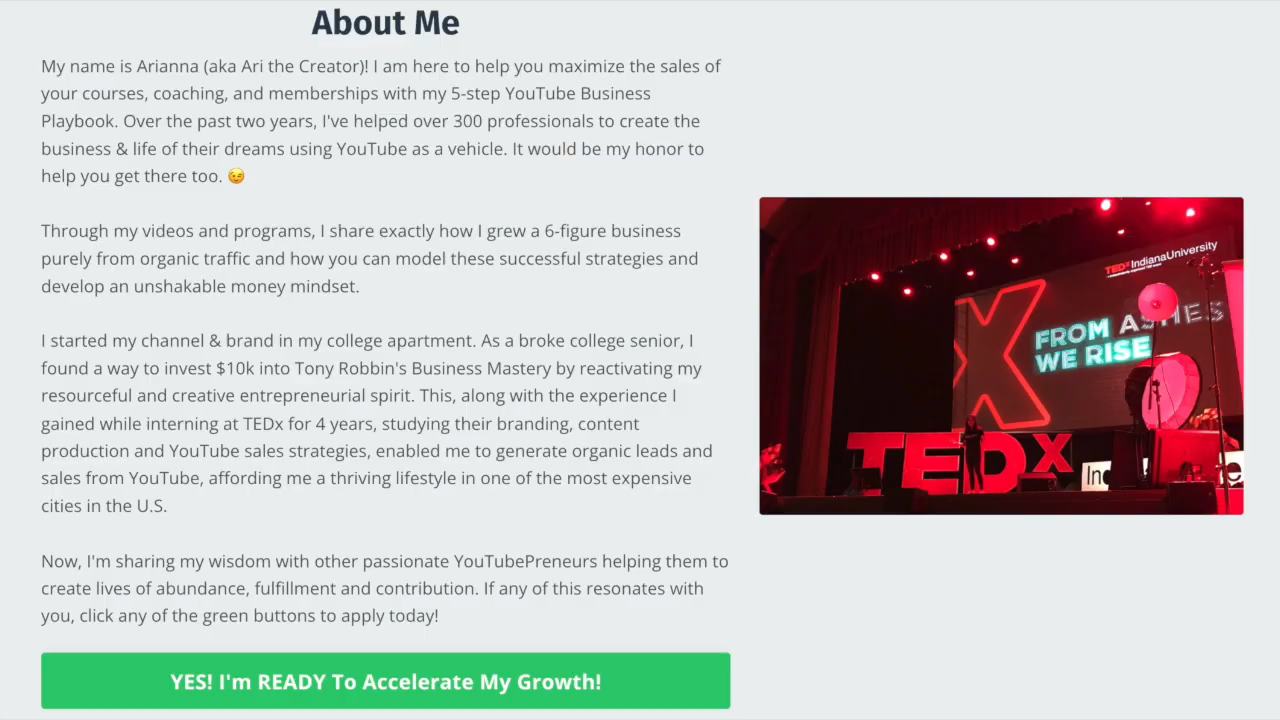 About Me
My name is Arianna (aka Ari the Creator)! I am here to help you maximize the sales of
your courses, coaching, and memberships with my 5-step YouTube Business
Playbook. Over the past two years, I've helped over 300 professionals to create the
business & life of their dreams using YouTube as a vehicle. It would be my honor to
help you get there too. 😉
Through my videos and programs, I share exactly how I grew a 6-figure business
purely from organic traffic and how you can model these successful strategies and
develop an unshakable money mindset.
I started my channel & brand in my college apartment. As a broke college senior, I
found a way to invest $10k into Tony Robbin's Business Mastery by reactivating my
resourceful and creative entrepreneurial spirit. This, along with the experience I
gained while interning at TEDx for 4 years, studying their branding, content
production and YouTube sales strategies, enabled me to generate organic leads and
sales from YouTube, affording me a thriving lifestyle in one of the most expensive
cities in the U.S.
Now, I'm sharing my wisdom with other passionate YouTubePreneurs helping them to
create lives of abundance, fulfillment and contribution. If any of this resonates with
you, click any of the green buttons to apply today!
YES! I'm READY To Accelerate My Growth!
TEDx IndianaUniversity
X
FROM ASHES
WE RISE
TEDx